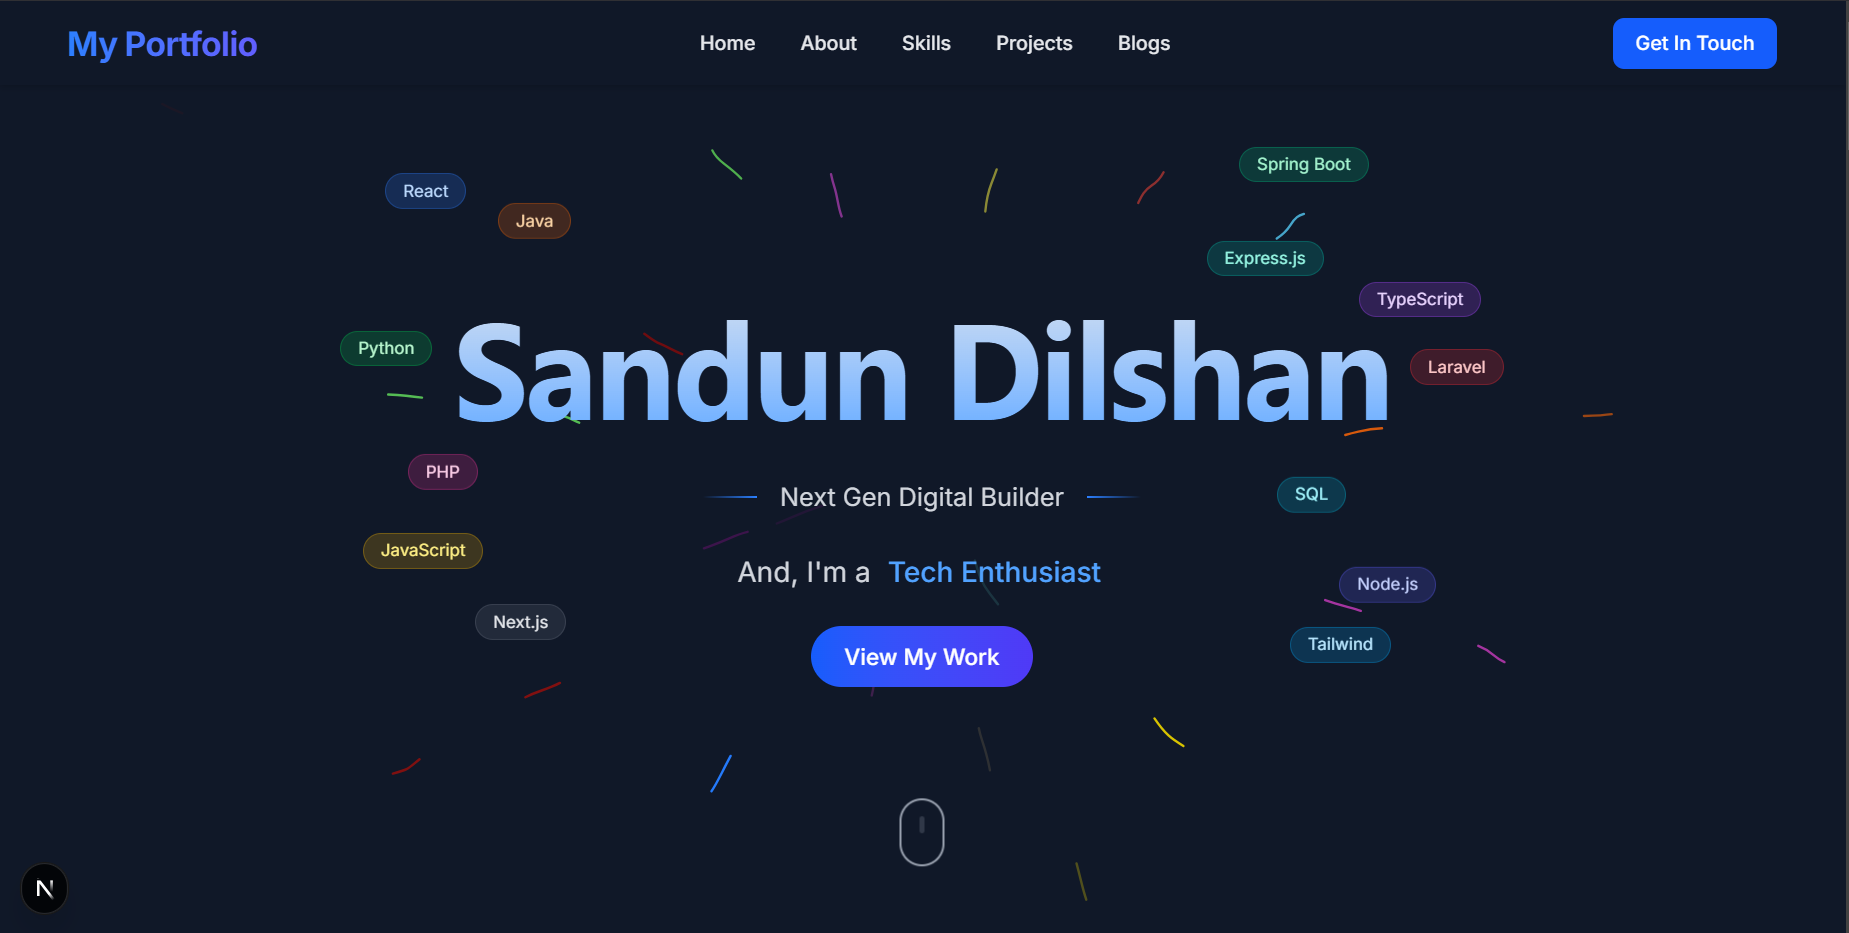 My Portfolio
Home
About
Skills
Projects
Blogs
Get In Touch
Spring Boot
React
Java
Express.js
TypeScript
Python
Sandun Dilshan
Laravel
PHP
Next Gen Digital Builder
SQL
JavaScript
And, I'm a Tech Enthusiast
Node.js
Next.js
Tailwind
View My Work
N